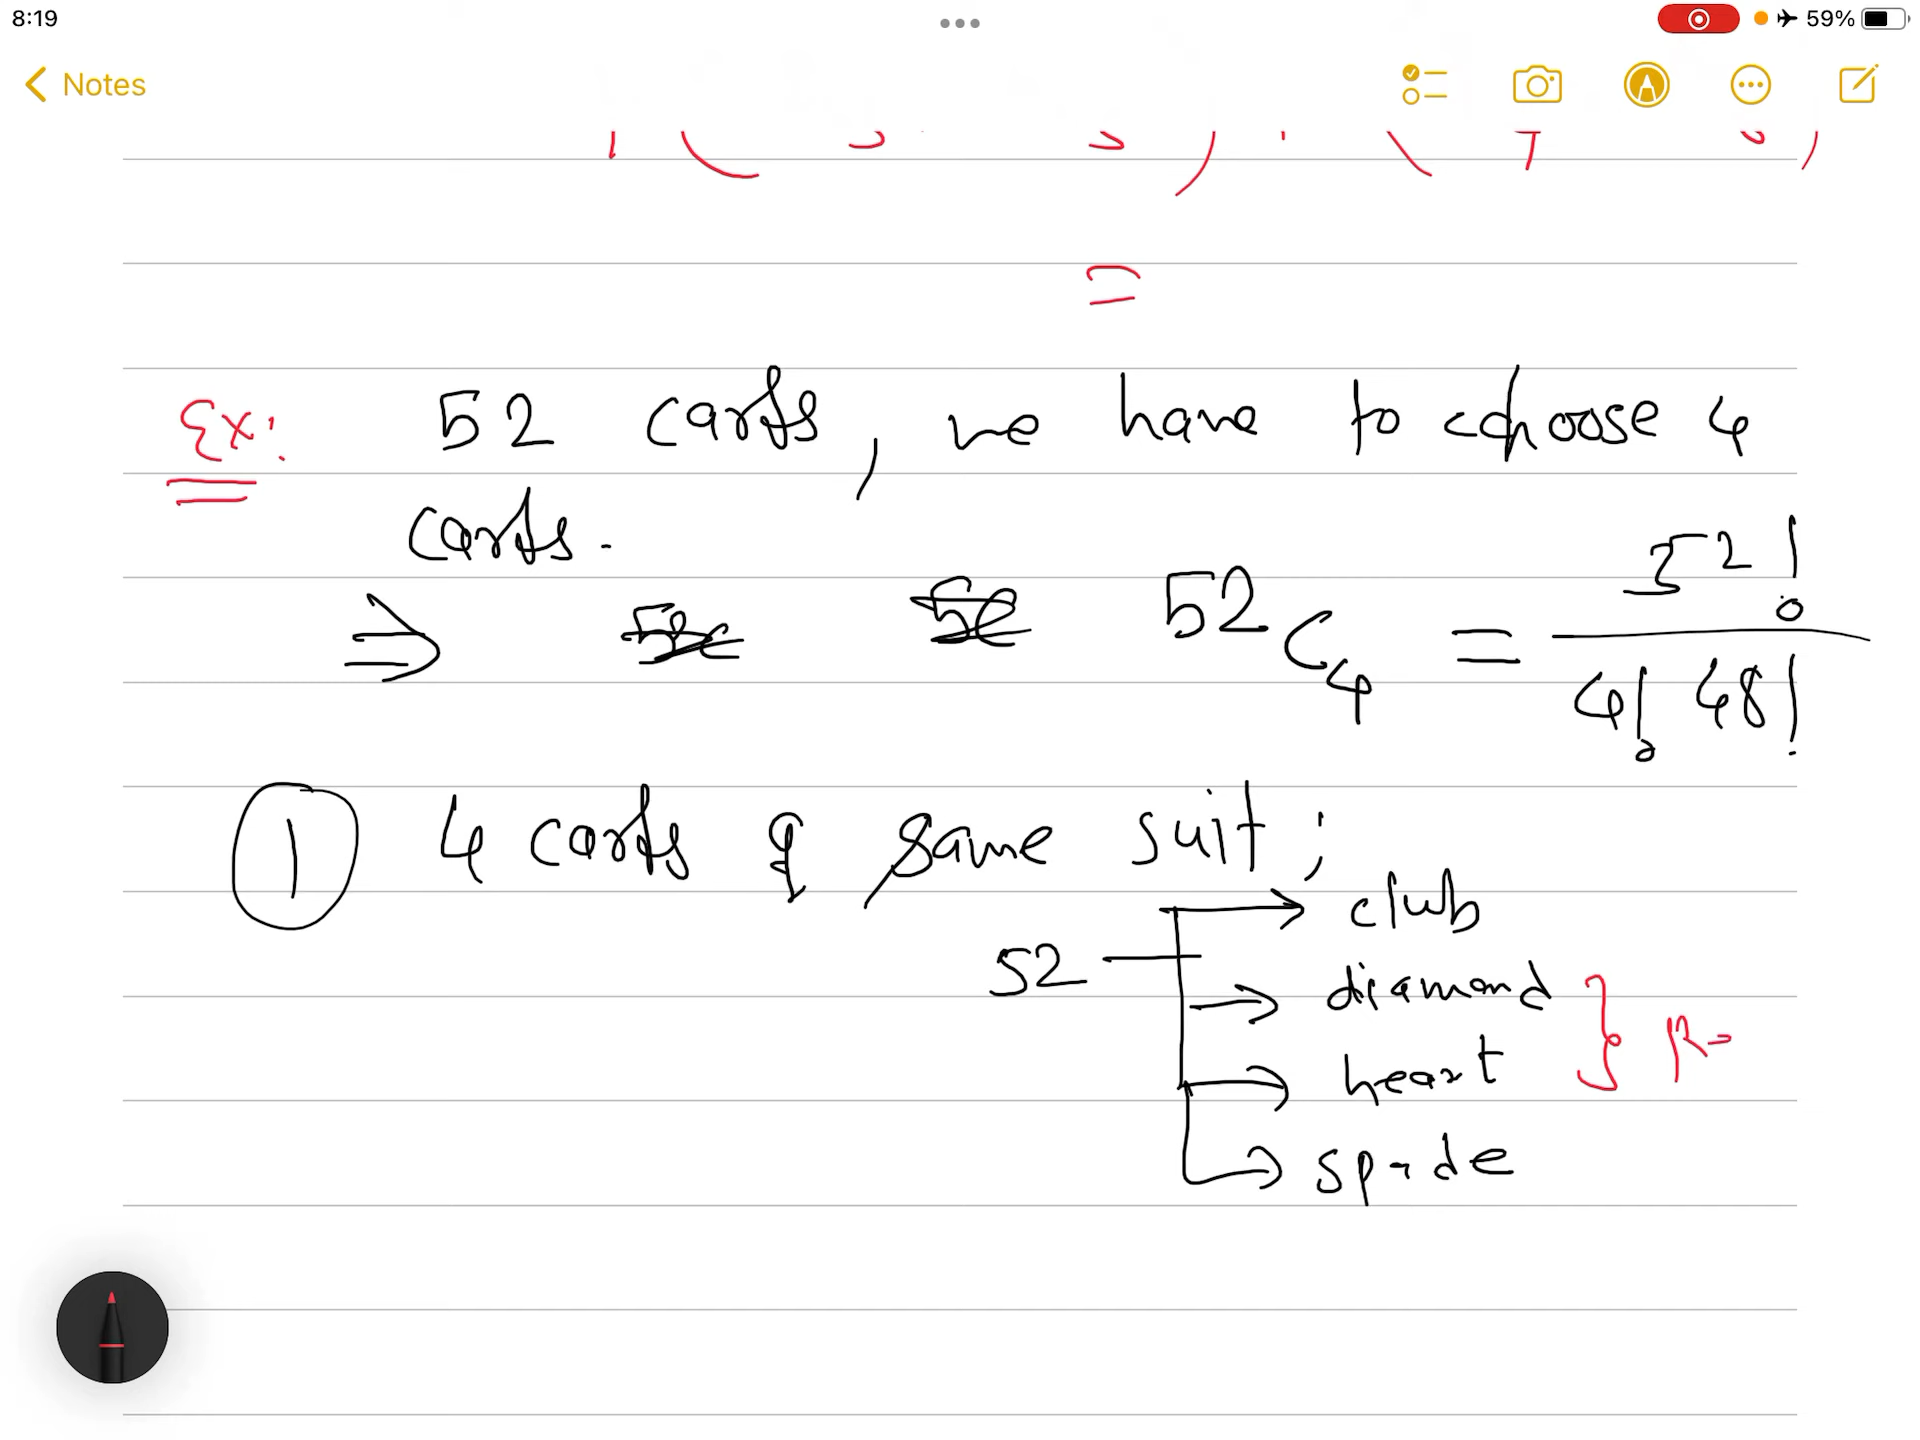 8:19
59%
Notes
=
Ex: 52 cards, we have to choose 4
cards.
⇒ 52C4 = 52! / 4! 48!
1 4 cards of same suit;
club
52
diamond
heart
spade